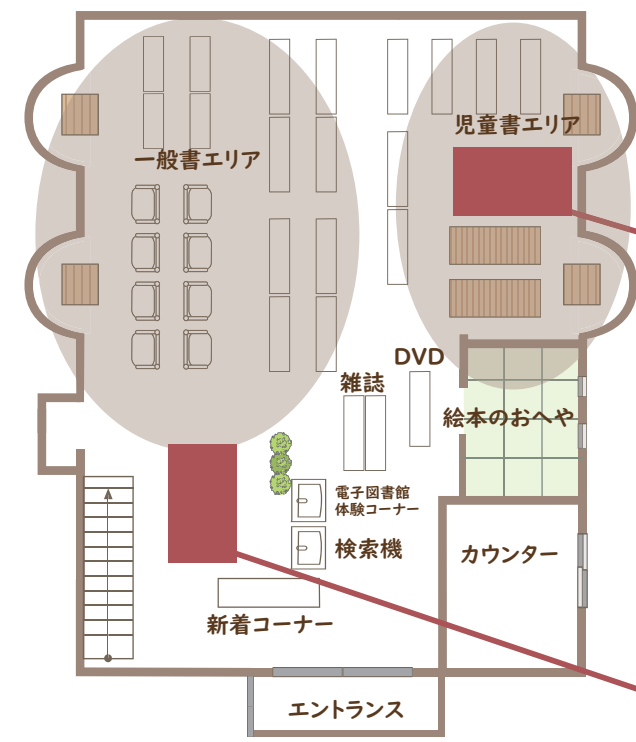 児童書エリア
一般書エリア
DVD
雑誌
絵本のおへや
電子図書館
体験コーナー
検索機
カウンター
新着コーナー
エントランス